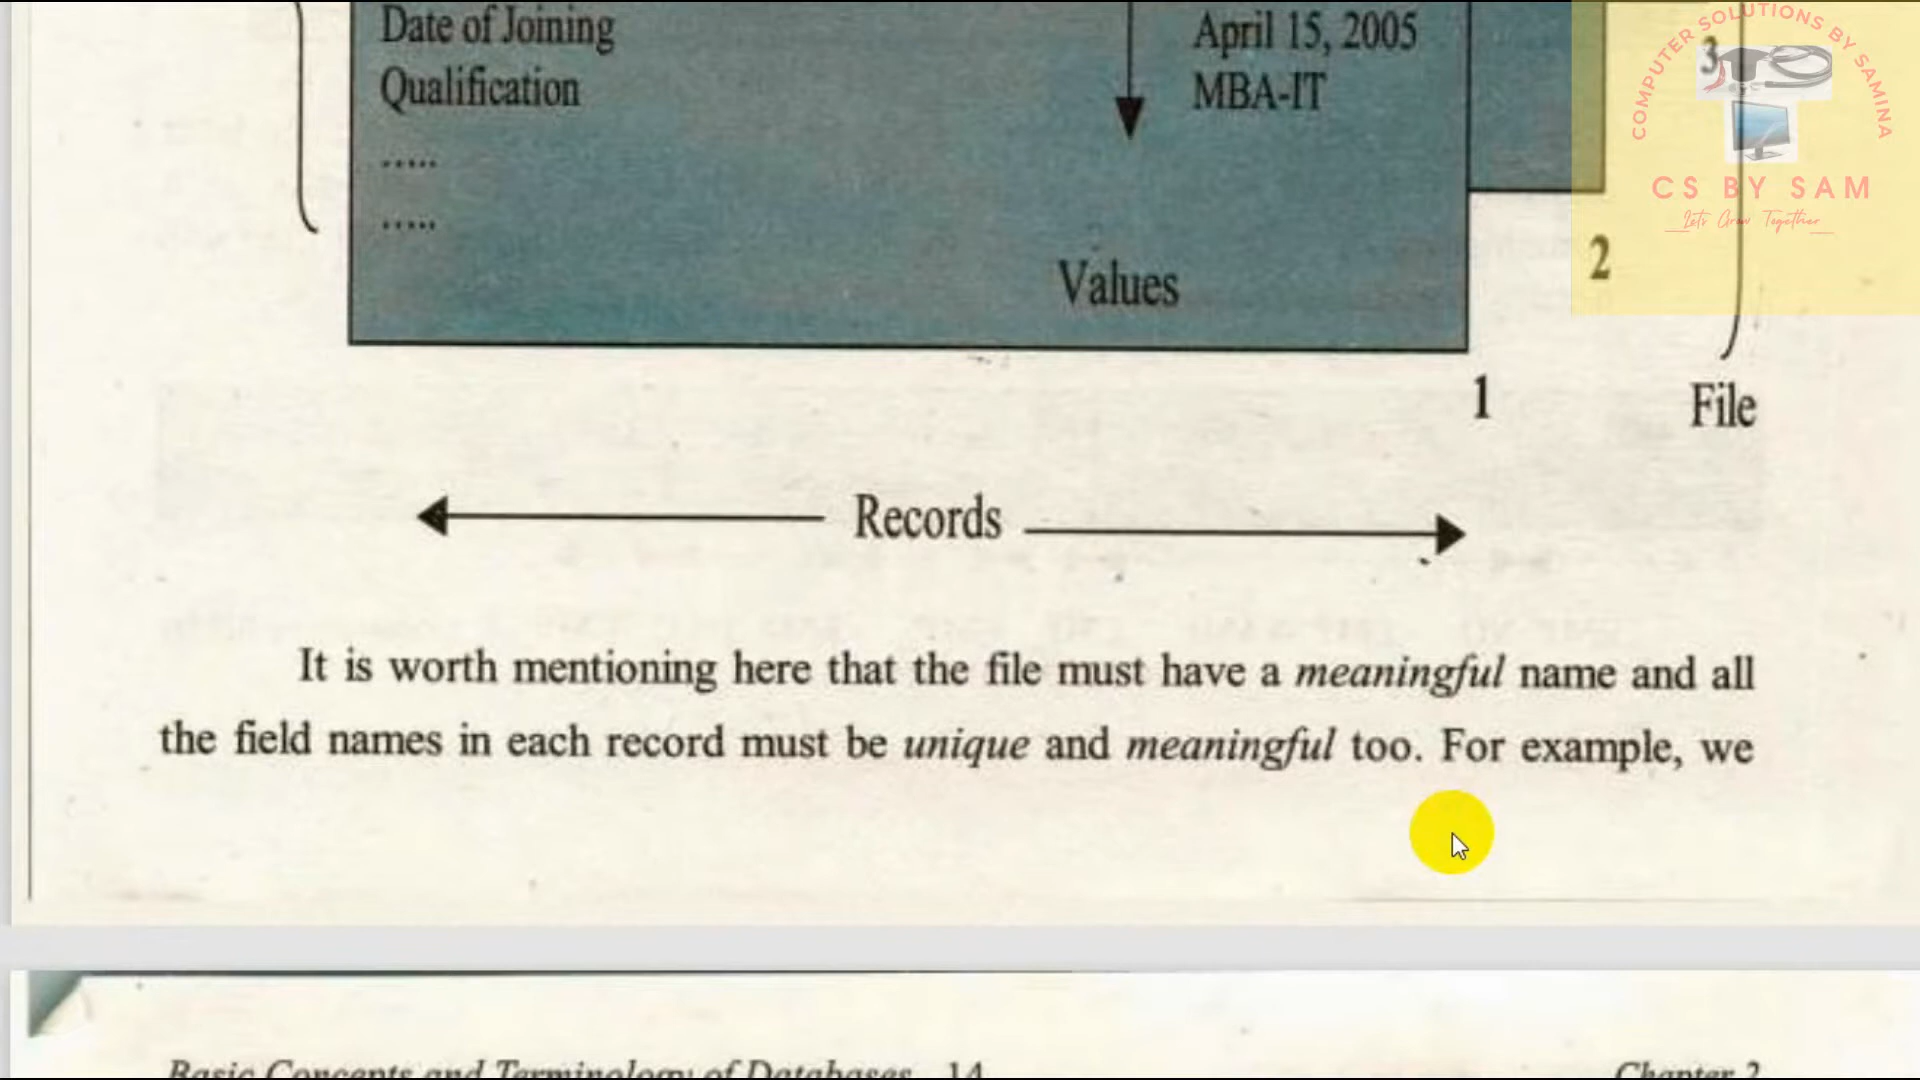 Date of Joining
April 15, 2005
Qualification
MBA-IT
.....
.....
Values
3
2
1
File
Records
It is worth mentioning here that the file must have a meaningful name and all
the field names in each record must be unique and meaningful too. For example, we
Basic Concepts and Terminology of Databases 14
Chapter 2
COMPUTER SOLUTIONS BY SAMINA
CS BY SAM
Let's Grow Together